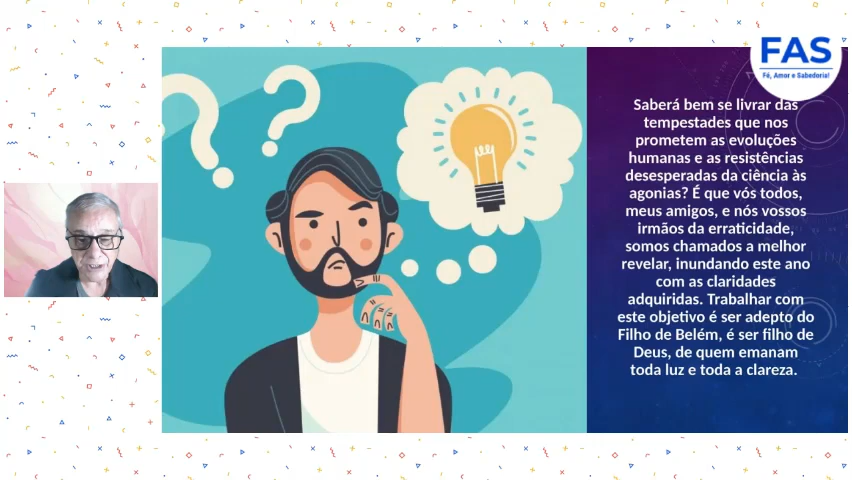 FAS
Fé, Amor e Sabedoria!
Saberá bem se livrar das
tempestades que nos
prometem as evoluções
humanas e as resistências
desesperadas da ciência às
agonias? É que vós todos,
meus amigos, e nós vossos
irmãos da erraticidade,
somos chamados a melhor
revelar, inundando este ano
com as claridades
adquiridas. Trabalhar com
este objetivo é ser adepto do
Filho de Belém, é ser filho de
Deus, de quem emanam
toda luz e toda a clareza.